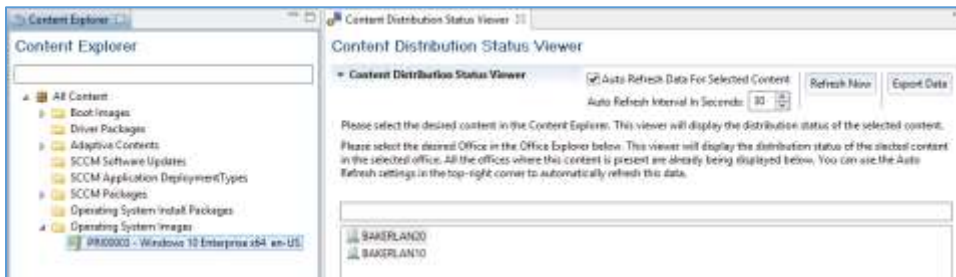 Content Explorer
Content Distribution Status Viewer
Content Explorer
Content Distribution Status Viewer
Content Distribution Status Viewer
Auto Refresh Data For Selected Content
Refresh Now
Export Data
Auto Refresh Interval In Seconds:
All Content
Boot Images
Driver Packages
Adaptive Contents
SCCM Software Updates
SCCM Application DeploymentTypes
SCCM Packages
Operating System Install Packages
Operating System Images
PRI00003 - Windows 10 Enterprise x64 en-US
Please select the desired content in the Content Explorer. This viewer will display the distribution status of the selected content.
Please select the desired Office in the Office Explorer below. This viewer will display the distribution status of the slected content
in the selected office. All the offices where this content is present are already being displayed below. You can use the Auto
Refresh settings in the top-right corner to automatically refresh this data.
BAKERLAN20
BAKERLAN10